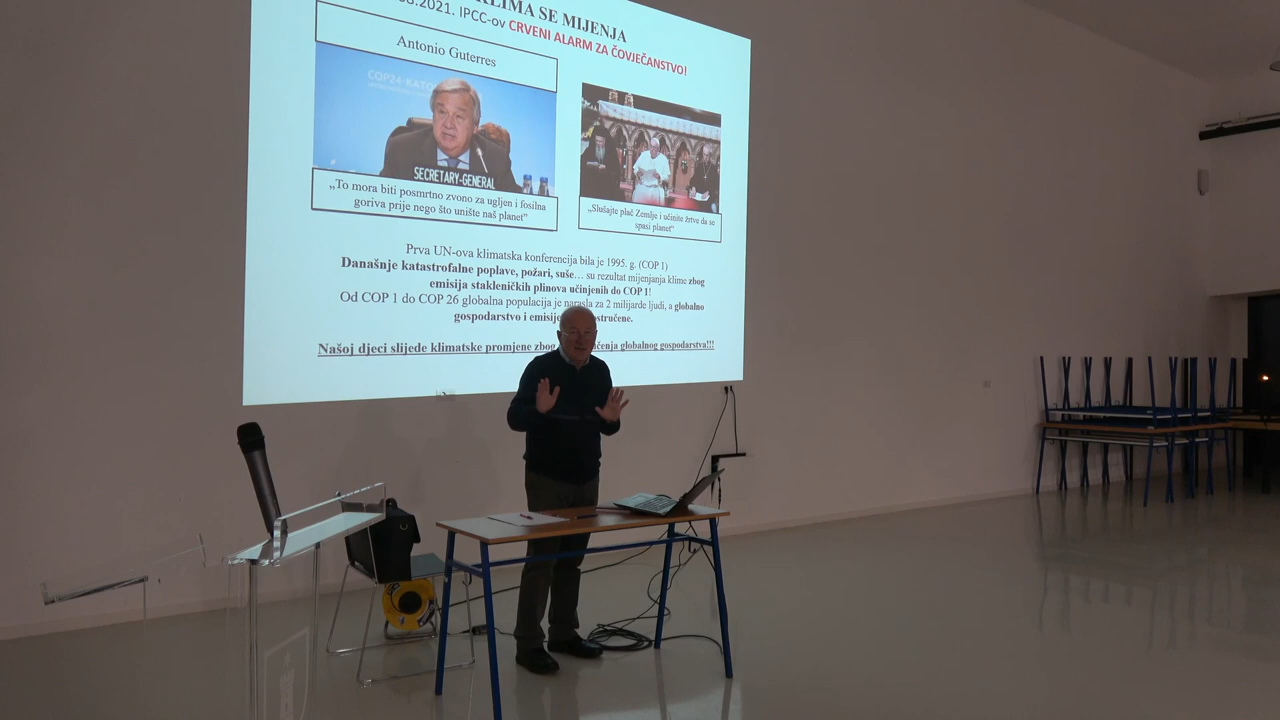 KLIMA SE MIJENJA
.2021. IPCC-ov CRVENI ALARM ZA ČOVJEČANSTVO!
Antonio Guterres
COP24-KATO
SECRETARY-GENERAL
„To mora biti posmrtno zvono za ugljen i fosilna
goriva prije nego što unište naš planet”
„Slušajte plač Zemlje i učinite žrtve da se
spasi planet“
Prva UN-ova klimatska konferencija bila je 1995. g. (COP 1)
Današnje katastrofalne poplave, požari, suše… su rezultat mijenjanja klime zbog
emisija stakleničkih plinova učinjenih do COP 1!
Od COP 1 do COP 26 globalna populacija je narasla za 2 milijarde ljudi, a globalno
gospodarstvo i emisije ostručene.
Našoj djeci slijede klimatske promjene zbog čenja globalnog gospodarstva!!!